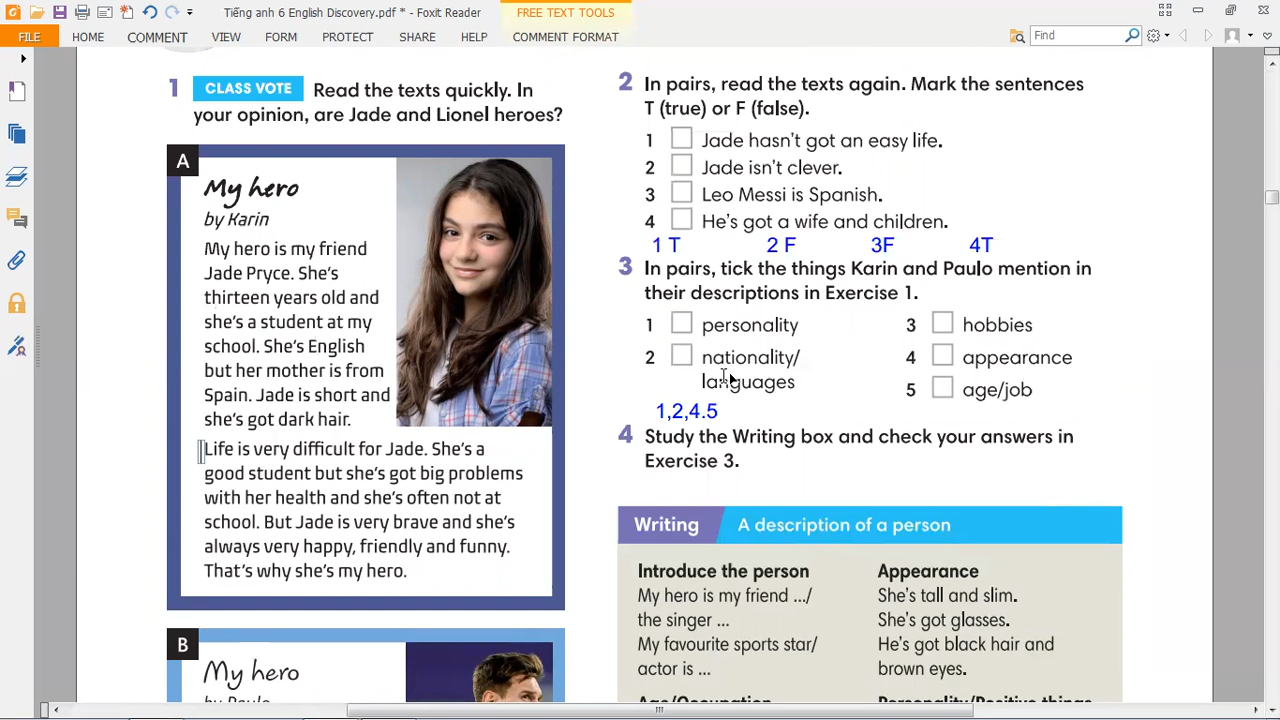 Tiếng anh 6 English Discovery.pdf * - Foxit Reader
FREE TEXT TOOLS
FILE HOME COMMENT VIEW FORM PROTECT SHARE HELP COMMENT FORMAT
Find
1 CLASS VOTE Read the texts quickly. In
your opinion, are Jade and Lionel heroes?
A
My hero
by Karin
My hero is my friend
Jade Pryce. She's
thirteen years old and
she's a student at my
school. She's English
but her mother is from
Spain. Jade is short and
she's got dark hair.
Life is very difficult for Jade. She's a
good student but she's got big problems
with her health and she's often not at
school. But Jade is very brave and she's
always very happy, friendly and funny.
That's why she's my hero.
B
My hero
by Paulo
2 In pairs, read the texts again. Mark the sentences
T (true) or F (false).
1 Jade hasn't got an easy life.
2 Jade isn't clever.
3 Leo Messi is Spanish.
4 He's got a wife and children.
1 T 2 F 3F 4T
3 In pairs, tick the things Karin and Paulo mention in
their descriptions in Exercise 1.
1 personality
2 nationality/
languages
3 hobbies
4 appearance
5 age/job
1,2,4.5
4 Study the Writing box and check your answers in
Exercise 3.
Writing A description of a person
Introduce the person
My hero is my friend .../
the singer ...
My favourite sports star/
actor is ...
Age/Occupation
Appearance
She's tall and slim.
She's got glasses.
He's got black hair and
brown eyes.
Personality/Positive things